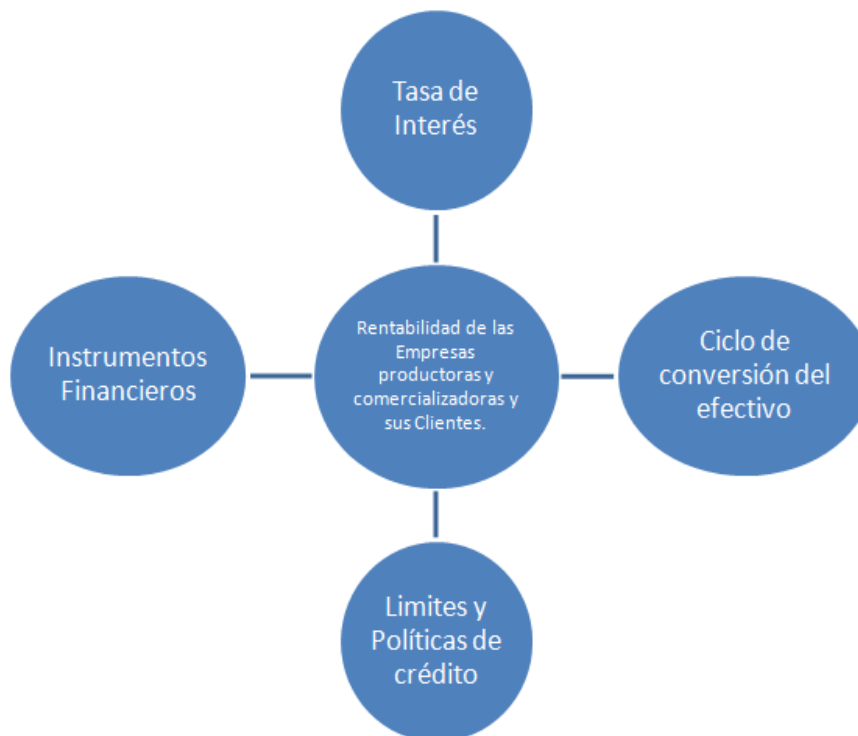 Tasa de
Interés
Instrumentos
Financieros
Rentabilidad de las
Empresas
productoras y
comercializadoras y
sus Clientes.
Ciclo de
conversión del
efectivo
Limites y
Políticas de
crédito